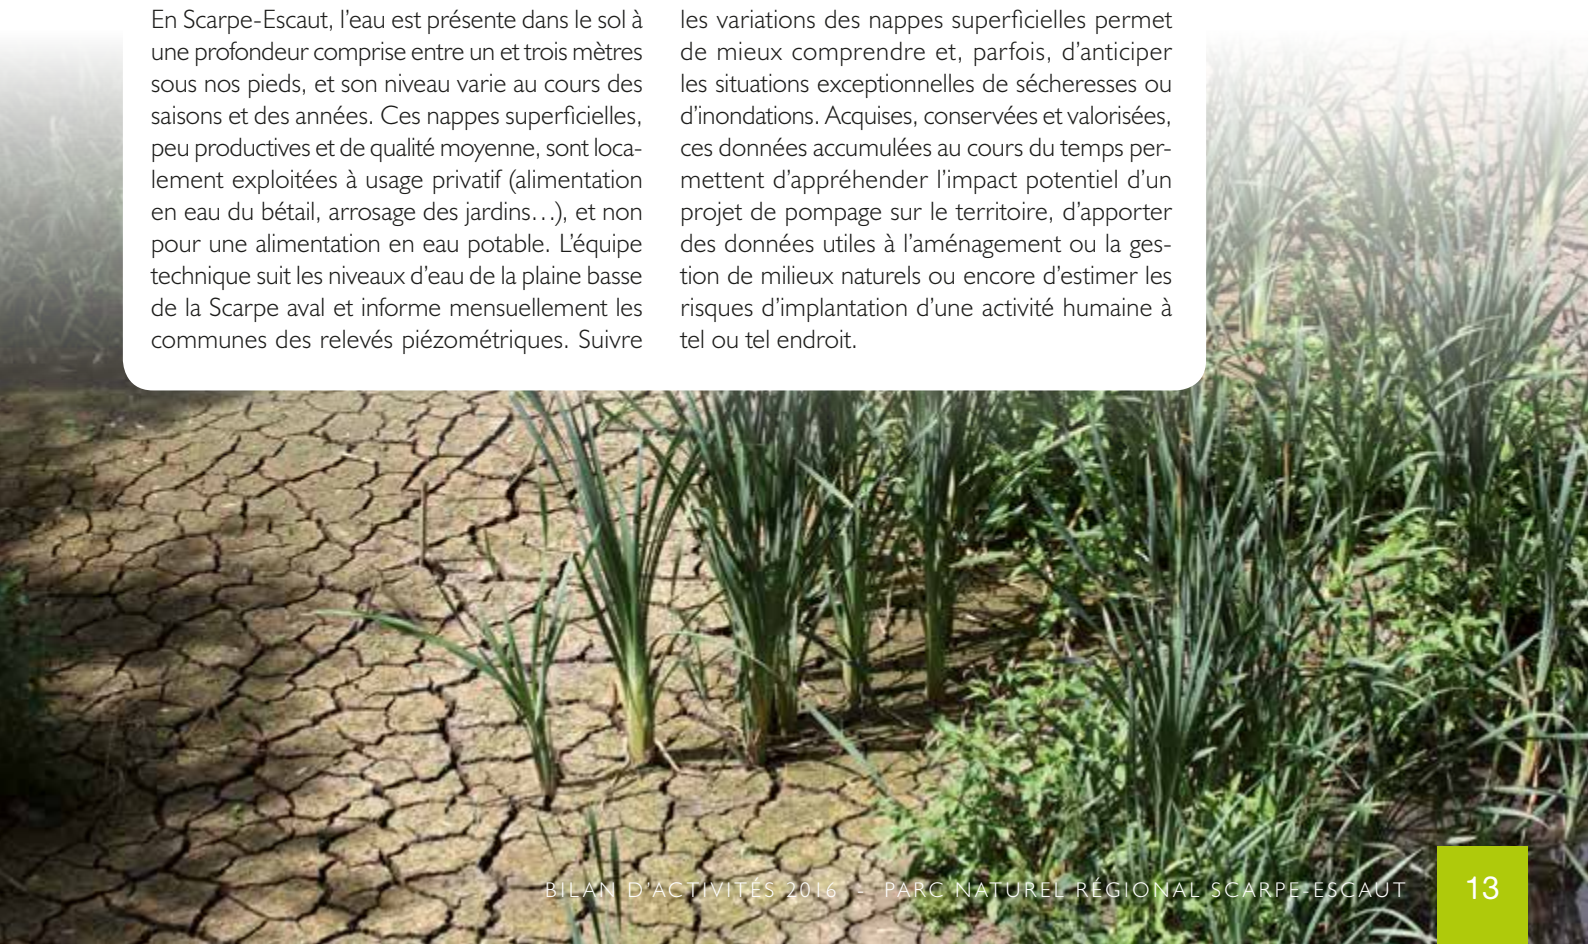 En Scarpe-Escaut, l'eau est présente dans le sol à
une profondeur comprise entre un et trois mètres
sous nos pieds, et son niveau varie au cours des
saisons et des années. Ces nappes superficielles,
peu productives et de qualité moyenne, sont loca-
lement exploitées à usage privatif (alimentation
en eau du bétail, arrosage des jardins…), et non
pour une alimentation en eau potable. L'équipe
technique suit les niveaux d'eau de la plaine basse
de la Scarpe aval et informe mensuellement les
communes des relevés piézométriques. Suivre
les variations des nappes superficielles permet
de mieux comprendre et, parfois, d'anticiper
les situations exceptionnelles de sécheresses ou
d'inondations. Acquises, conservées et valorisées,
ces données accumulées au cours du temps per-
mettent d'appréhender l'impact potentiel d'un
projet de pompage sur le territoire, d'apporter
des données utiles à l'aménagement ou la ges-
tion de milieux naturels ou encore d'estimer les
risques d'implantation d'une activité humaine à
tel ou tel endroit.
BILAN D'ACTIVITÉS 2016 - PARC NATUREL RÉGIONAL SCARPE-ESCAUT
13